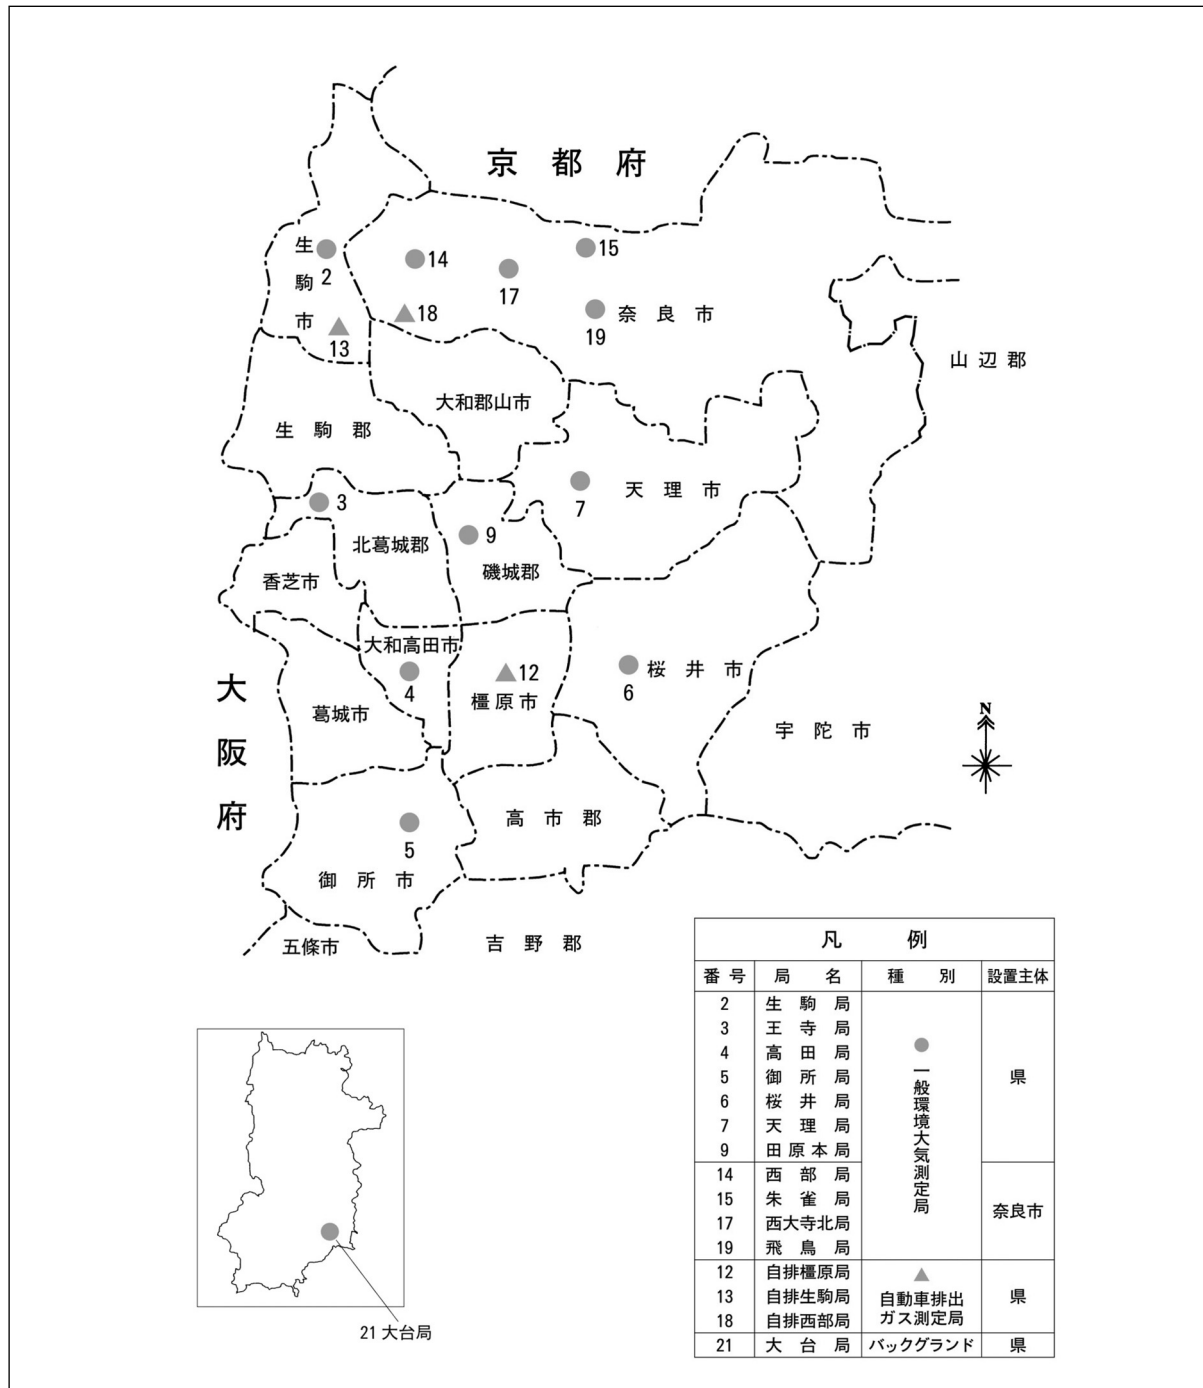 京都府
生駒市
2
14
17
15
18
19
奈良市
13
山辺郡
大和郡山市
生駒郡
3
7
天理市
9
北葛城郡
磯城郡
香芝市
大和高田市
4
12
橿原市
6
桜井市
大阪府
葛城市
宇陀市
N
5
高市郡
御所市
五條市
吉野郡
21 大台局
凡例
番号 局名 種別 設置主体
2 生駒局
3 王寺局
4 高田局
5 御所局
6 桜井局
7 天理局
9 田原本局
一般環境大気測定局
県
14 西部局
15 朱雀局
17 西大寺北局
19 飛鳥局
奈良市
12 自排橿原局
13 自排生駒局
18 自排西部局
自動車排出
ガス測定局
県
21 大台局 バックグランド 県